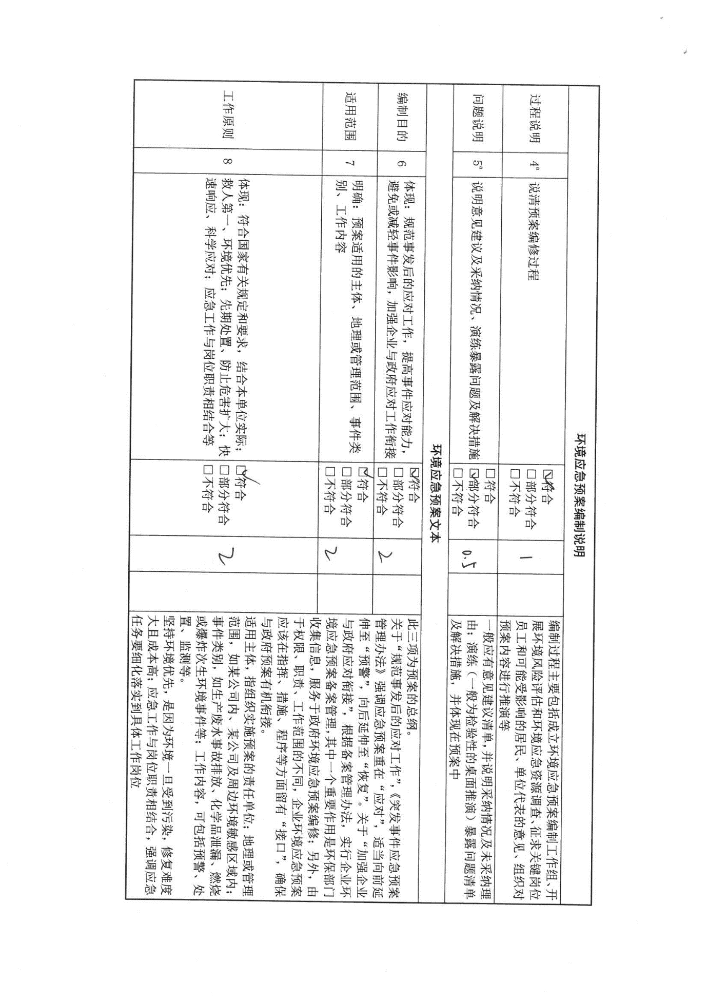 环境应急预案编制说明
过程说明
4ª
说清预案编修过程
☑符合
□部分符合
□不符合
1
编制过程主要包括成立环境应急预案编制工作组、开
展环境风险评估和环境应急资源调查、征求关键岗位
员工和可能受影响的居民、单位代表的意见、组织对
预案内容进行推演等
问题说明
5ª
说明意见建议及采纳情况、演练暴露问题及解决措施
□符合
☑部分符合
□不符合
0.5
一般应有意见建议清单,并说明采纳情况及未采纳理
由；演练（一般为检验性的桌面推演）暴露问题清单
及解决措施，并体现在预案中
环境应急预案文本
编制目的
6
体现：规范事发后的应对工作，提高事件应对能力，
避免或减轻事件影响，加强企业与政府应对工作衔接
☑符合
□部分符合
□不符合
2
适用范围
7
明确：预案适用的主体、地理或管理范围、事件类
别、工作内容
☑符合
□部分符合
□不符合
2
工作原则
8
体现：符合国家有关规定和要求，结合本单位实际；
救人第一、环境优先；先期处置、防止危害扩大；快
速响应、科学应对；应急工作与岗位职责相结合等
☑符合
□部分符合
□不符合
2
此三项为预案的总纲。
关于“规范事发后的应对工作”，《突发事件应急预案
管理办法》强调应急预案重在“应对”，适当向前延
伸至“预警”，向后延伸至“恢复”。关于“加强企业
与政府应对衔接”，根据备案管理办法，实行企业环
境应急预案备案管理,其中一个重要作用是环保部门
收集信息，服务于政府环境应急预案编修；另外，由
于权限、职责、工作范围的不同，企业环境应急预案
应该在指挥、措施、程序等方面留有“接口”，确保
与政府预案有机衔接。
适用主体，指组织实施预案的责任单位；地理或管理
范围，如某公司内、某公司及周边环境敏感区域内；
事件类别，如生产废水事故排放、化学品泄漏、燃烧
或爆炸次生环境事件等；工作内容，可包括预警、处
置、监测等。
坚持环境优先，是因为环境一旦受到污染，修复难度
大且成本高；应急工作与岗位职责相结合，强调应急
任务要细化落实到具体工作岗位